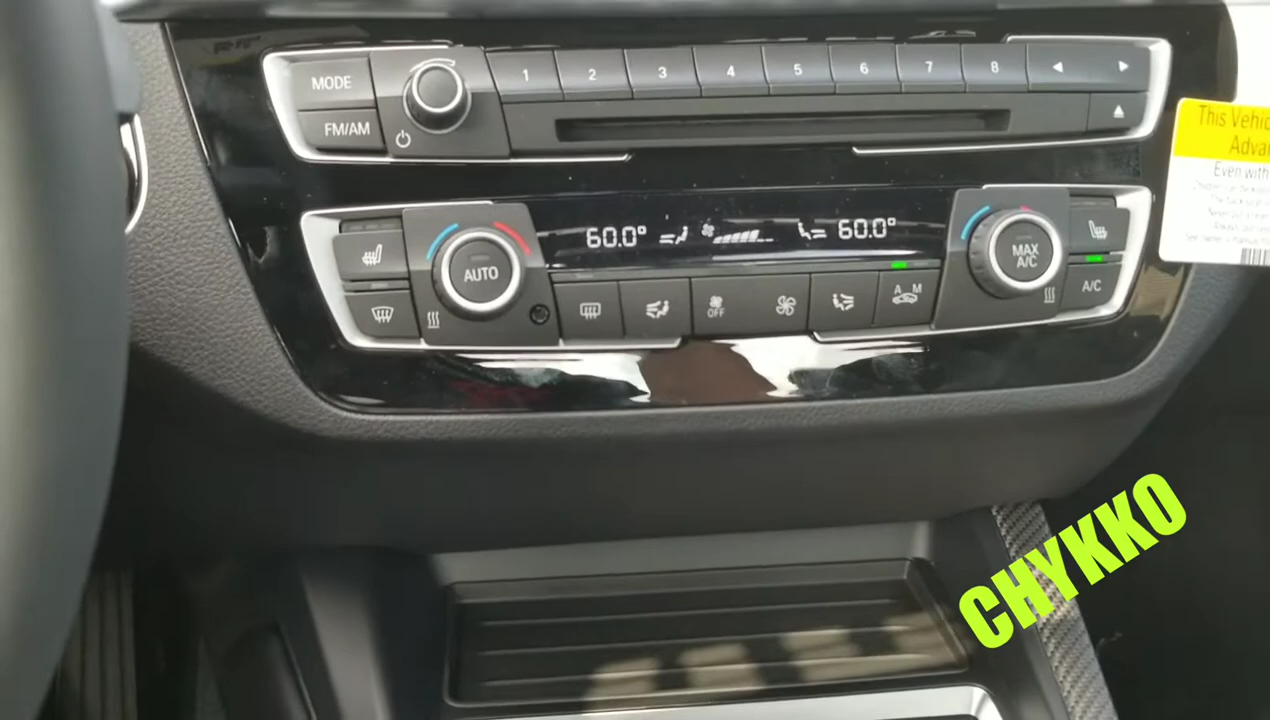 MODE
1 2 3 4 5 6 7 8
FM/AM
60.0° 60.0°
AUTO
MAX
A/C
OFF
A M
A/C
This Vehic
Advan
Even with
CHYKKO